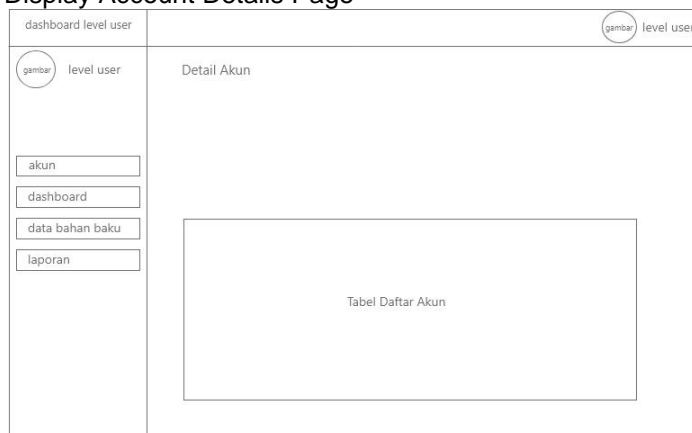 Display Account Details Page
dashboard level user
gambar level user
gambar level user
Detail Akun
akun
dashboard
data bahan baku
laporan
Tabel Daftar Akun